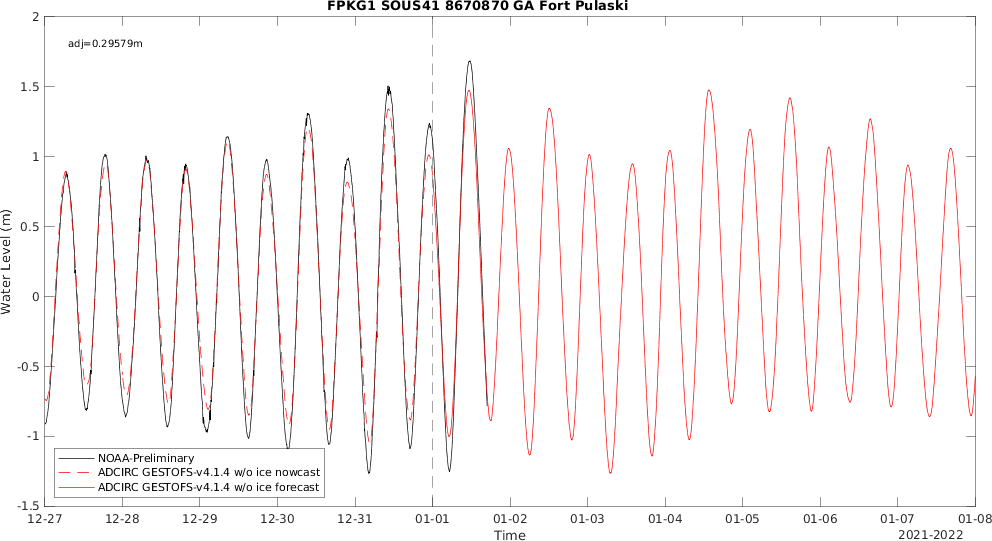 FPKG1 SOUS41 8670870 GA Fort Pulaski
adj=0.29579m
2
1.5
1
0.5
0
-0.5
-1
-1.5
Water Level (m)
NOAA-Preliminary
ADCIRC GESTOFS-v4.1.4 w/o ice nowcast
ADCIRC GESTOFS-v4.1.4 w/o ice forecast
12-27 12-28 12-29 12-30 12-31 01-01 01-02 01-03 01-04 01-05 01-06 01-07 01-08
Time
2021-2022